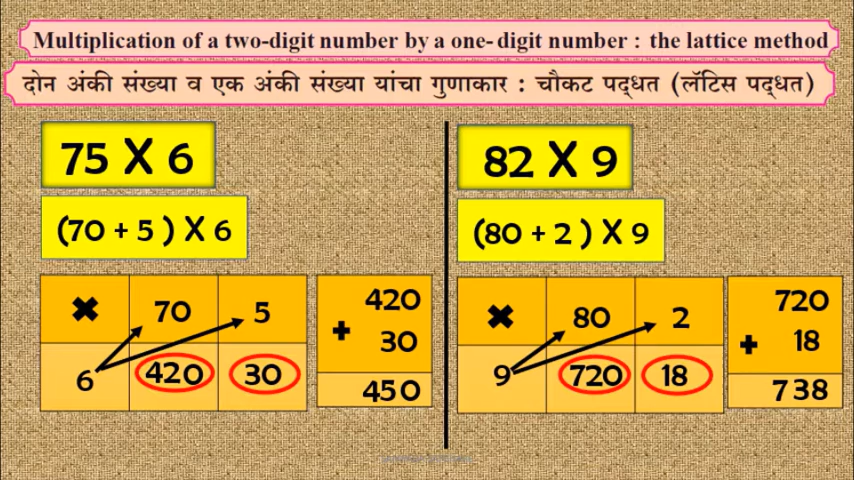 Multiplication of a two-digit number by a one- digit number : the lattice method
दोन अंकी संख्या व एक अंकी संख्या यांचा गुणाकार : चौकट पद्धत (लॅटिस पद्धत)
75 X 6
(70 + 5 ) X 6
✖ 70 5
6 420 30
420
+ 30
450
82 X 9
(80 + 2 ) X 9
✖ 80 2
9 720 18
720
+ 18
738